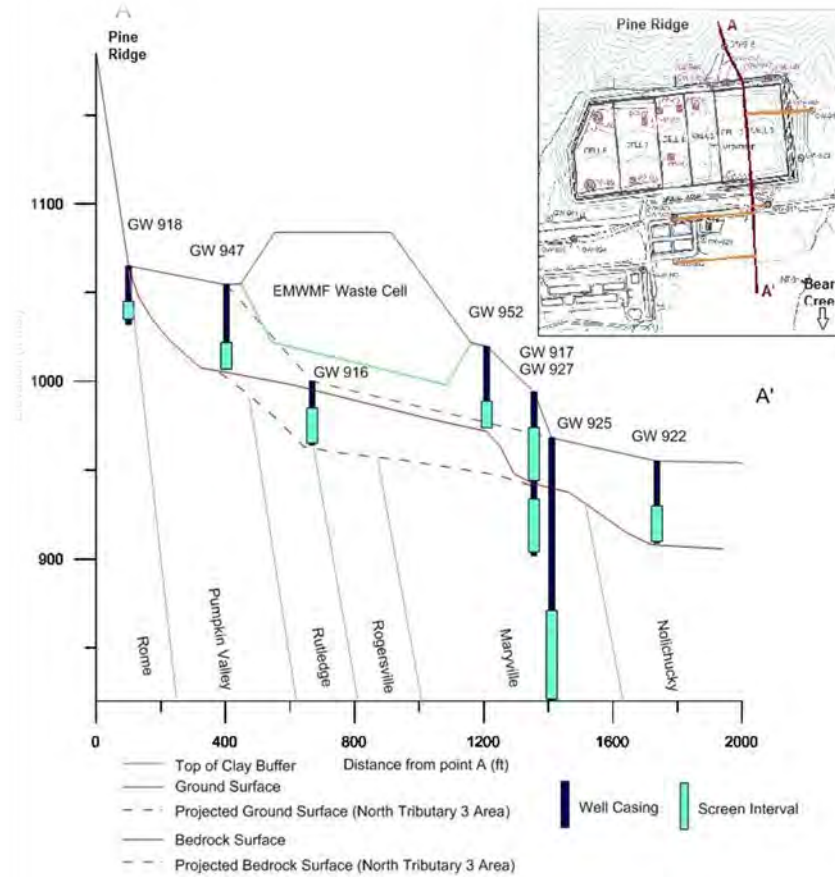 A
Pine
Ridge
Pine Ridge
A
A'
Bear
Cree
1100
1000
900
GW 918
GW 947
EMWMF Waste Cell
GW 952
GW 916
GW 917
GW 927
GW 925
A'
GW 922
Rome
Pumpkin Valley
Rutledge
Rogersville
Maryville
Nolichucky
0
400
800
1200
1600
2000
Distance from point A (ft)
Top of Clay Buffer
Ground Surface
Projected Ground Surface (North Tributary 3 Area)
Bedrock Surface
Projected Bedrock Surface (North Tributary 3 Area)
Well Casing
Screen Interval